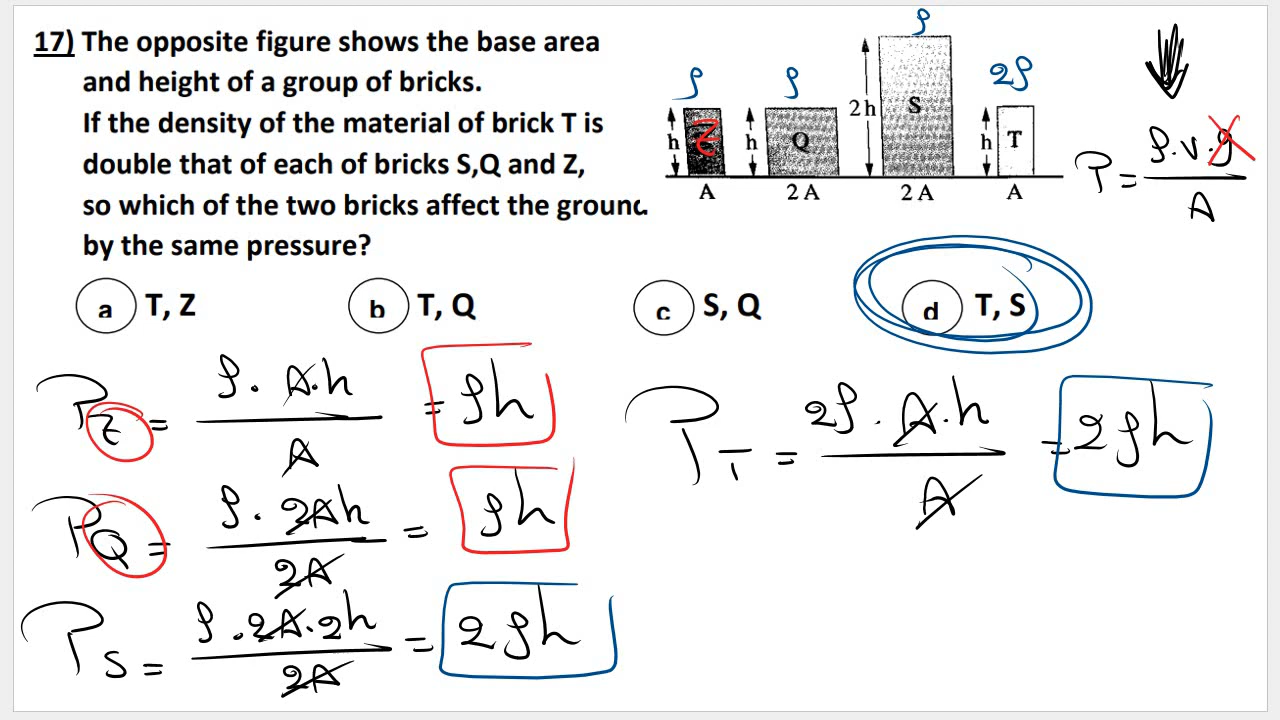 17) The opposite figure shows the base area
and height of a group of bricks.
If the density of the material of brick T is
double that of each of bricks S,Q and Z,
so which of the two bricks affect the ground
by the same pressure?
ρ ρ ρ 2ρ
h Z h Q 2h S h T
A 2 A 2 A A
P = ρ.v.g / A
a T, Z b T, Q c S, Q d T, S
P_Z = ρ. A.h / A = ρh
P_Q = ρ. 2Ah / 2A = ρh
P_S = ρ.2A.2h / 2A = 2ρh
P_T = 2ρ. A.h / A = 2ρh